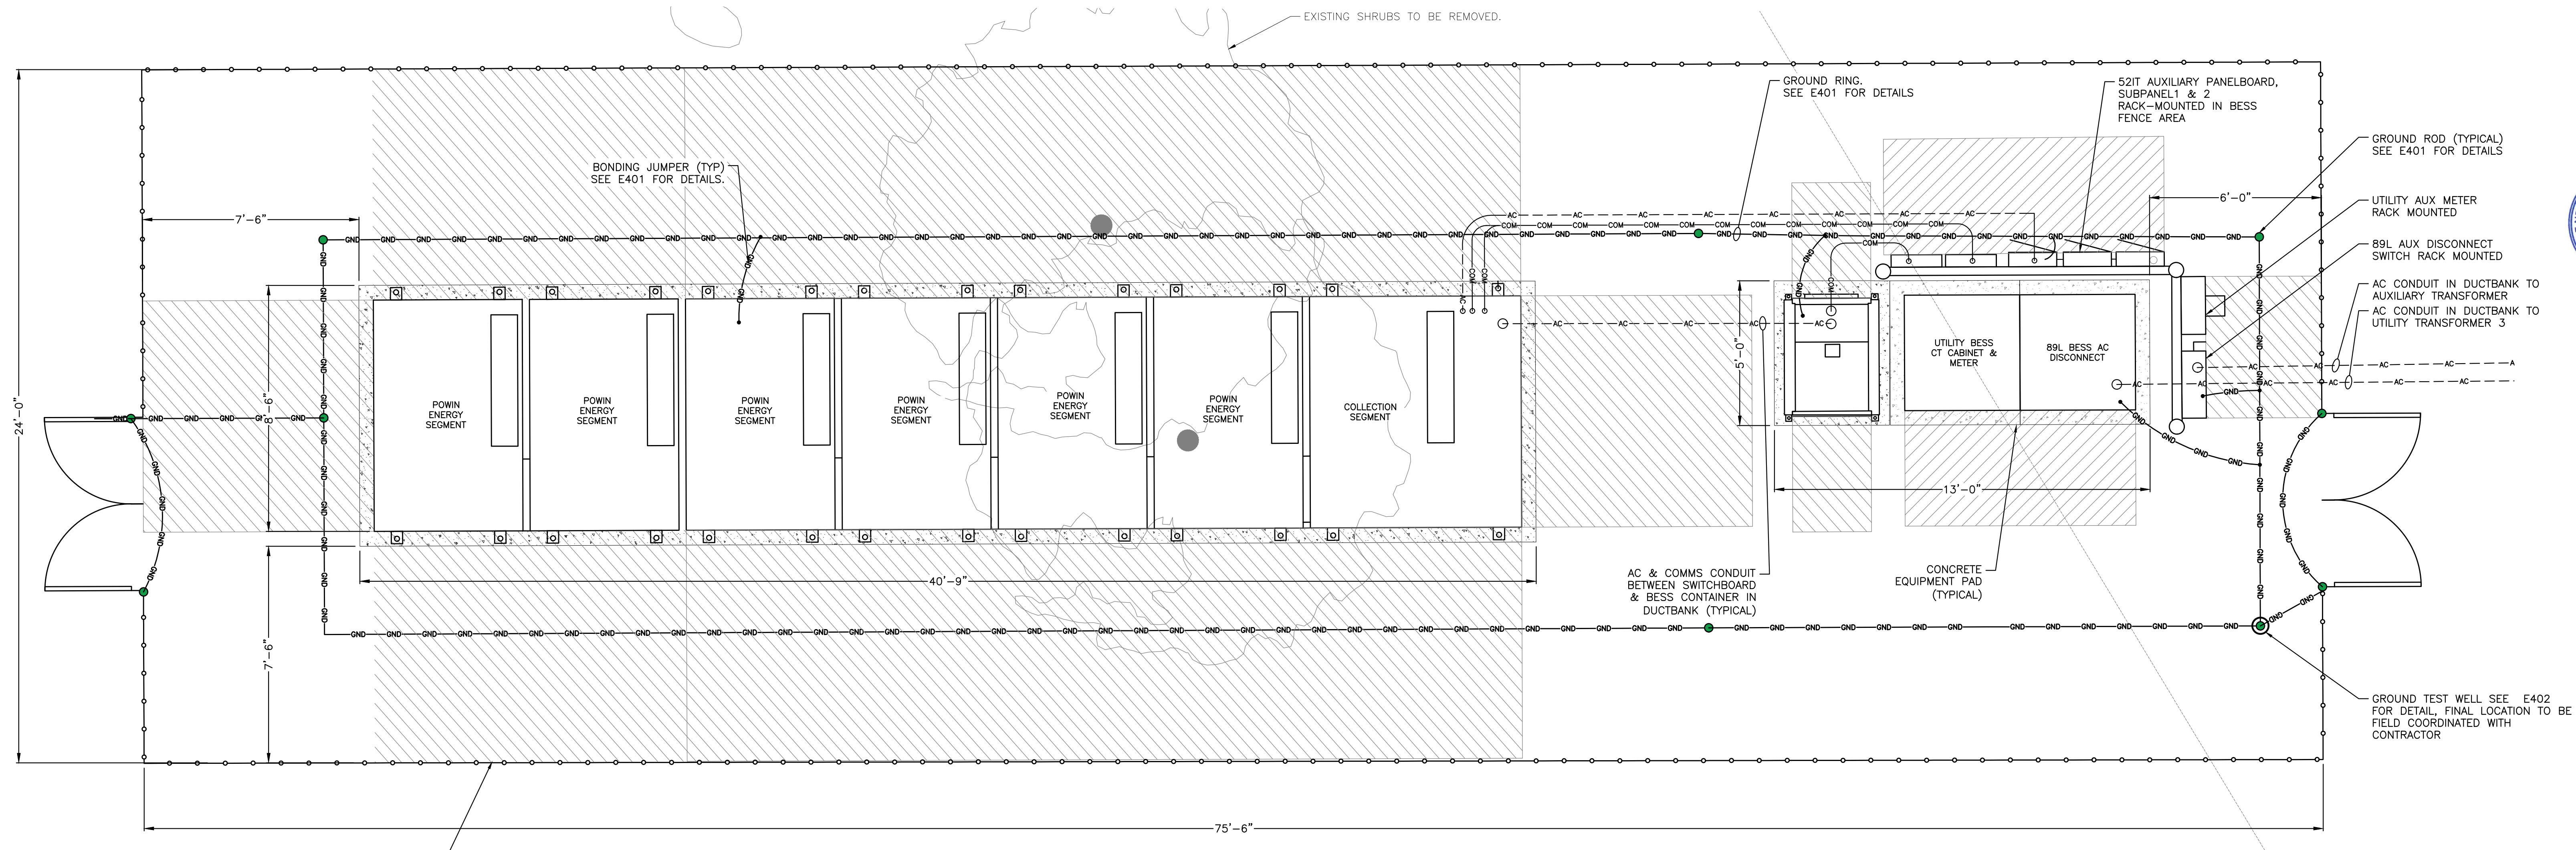 EXISTING SHRUBS TO BE REMOVED.
GROUND RING.
SEE E401 FOR DETAILS
52IT AUXILIARY PANELBOARD,
SUBPANEL1 & 2
RACK-MOUNTED IN BESS
FENCE AREA
GROUND ROD (TYPICAL)
SEE E401 FOR DETAILS
BONDING JUMPER (TYP)
SEE E401 FOR DETAILS.
7'-6"
6'-0"
UTILITY AUX METER
RACK MOUNTED
89L AUX DISCONNECT
SWITCH RACK MOUNTED
AC CONDUIT IN DUCTBANK TO
AUXILIARY TRANSFORMER
AC CONDUIT IN DUCTBANK TO
UTILITY TRANSFORMER 3
24'-0"
8'-6"
POWIN
ENERGY
SEGMENT
POWIN
ENERGY
SEGMENT
POWIN
ENERGY
SEGMENT
POWIN
ENERGY
SEGMENT
POWIN
ENERGY
SEGMENT
POWIN
ENERGY
SEGMENT
COLLECTION
SEGMENT
5'-0"
UTILITY BESS
CT CABINET &
METER
89L BESS AC
DISCONNECT
13'-0"
40'-9"
7'-6"
AC & COMMS CONDUIT
BETWEEN SWITCHBOARD
& BESS CONTAINER IN
DUCTBANK (TYPICAL)
CONCRETE
EQUIPMENT PAD
(TYPICAL)
GROUND TEST WELL SEE E402
FOR DETAIL, FINAL LOCATION TO BE
FIELD COORDINATED WITH
CONTRACTOR
75'-6"
GND
AC
COM